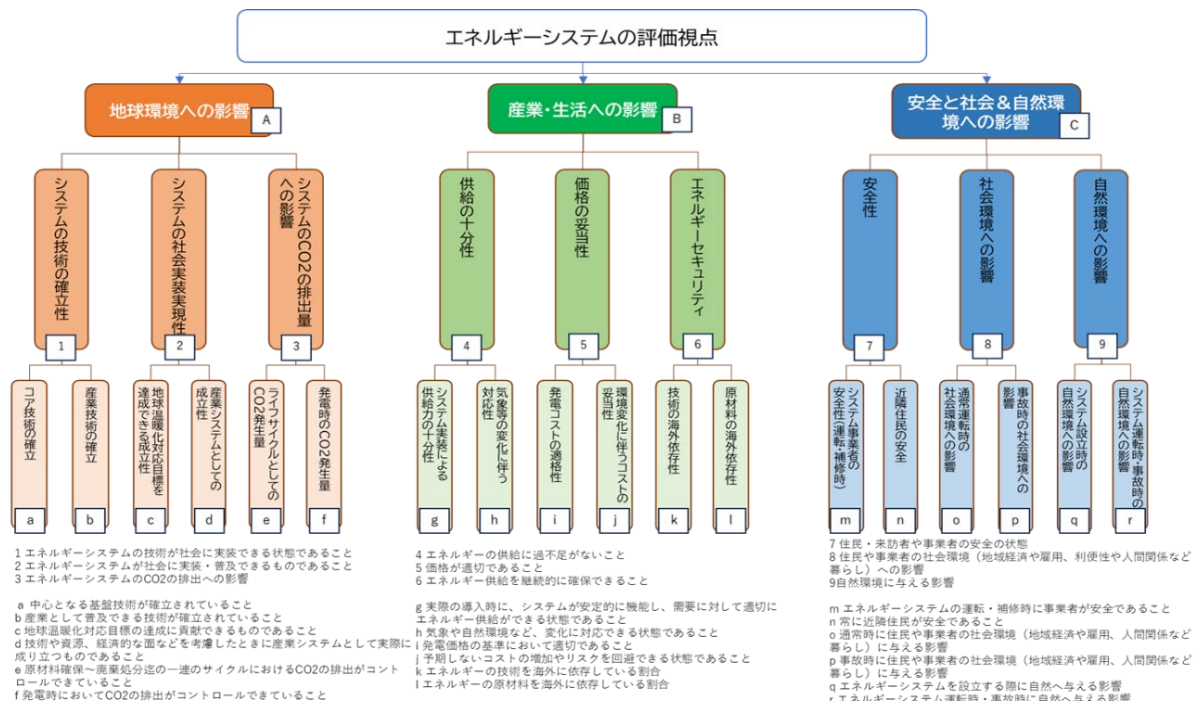 エネルギーシステムの評価視点
地球環境への影響
A
産業・生活への影響
B
安全と社会＆自然環
境への影響
C
システムの技術の確立性
1
システムの社会実装実現性
2
システムのCO2の排出量
への影響
3
供給の十分性
4
価格の妥当性
5
エネルギーセキュリティ
6
安全性
7
社会環境への影響
8
自然環境への影響
9
コア技術の確立
a
産業技術の確立
b
地球温暖化対応目標を
達成できる成立性
c
産業システムとしての
成立性
d
ライフサイクルとしての
CO2発生量
e
発電時のCO2発生量
f
システム実装による
供給力の十分性
g
気象等の変化に伴う
対応性
h
発電コストの適格性
i
環境変化に伴うコストの
妥当性
j
技術の海外依存性
k
原材料の海外依存性
l
システム事業者の
安全性(運転・補修時)
m
近隣住民の安全
n
通常運転時の
社会環境への影響
o
事故時の社会環境への
影響
p
システム設立時の
自然環境への影響
q
システム運転時・事故時の
自然環境への影響
r
1 エネルギーシステムの技術が社会に実装できる状態であること
2 エネルギーシステムが社会に実装・普及できるものであること
3 エネルギーシステムのCO2の排出への影響
a 中心となる基盤技術が確立されていること
b 産業として普及できる技術が確立されていること
c 地球温暖化対応目標の達成に貢献できるものであること
d 技術や資源、経済的な面などを考慮したときに産業システムとして実際に
成り立つものであること
e 原材料確保～廃棄処分迄の一連のサイクルにおけるCO2の排出がコント
ロールできていること
f 発電時においてCO2の排出がコントロールできていること
4 エネルギーの供給に過不足がないこと
5 価格が適切であること
6 エネルギー供給を継続的に確保できること
g 実際の導入時に、システムが安定的に機能し、需要に対して適切に
エネルギー供給ができる状態であること
h 気象や自然環境など、変化に対応できる状態であること
i 発電価格の基準において適切であること
j 予期しないコストの増加やリスクを回避できる状態であること
k エネルギーの技術を海外に依存している割合
l エネルギーの原材料を海外に依存している割合
7 住民・来訪者や事業者の安全の状態
8 住民や事業者の社会環境（地域経済や雇用、利便性や人間関係など
暮らし）への影響
9自然環境に与える影響
m エネルギーシステムの運転・補修時に事業者が安全であること
n 常に近隣住民が安全であること
o 通常時に住民や事業者の社会環境（地域経済や雇用、人間関係など
暮らし）に与える影響
p 事故時に住民や事業者の社会環境（地域経済や雇用、人間関係など
暮らし）に与える影響
q エネルギーシステムを設立する際に自然へ与える影響
r エネルギーシステム運転時・事故時に自然へ与える影響